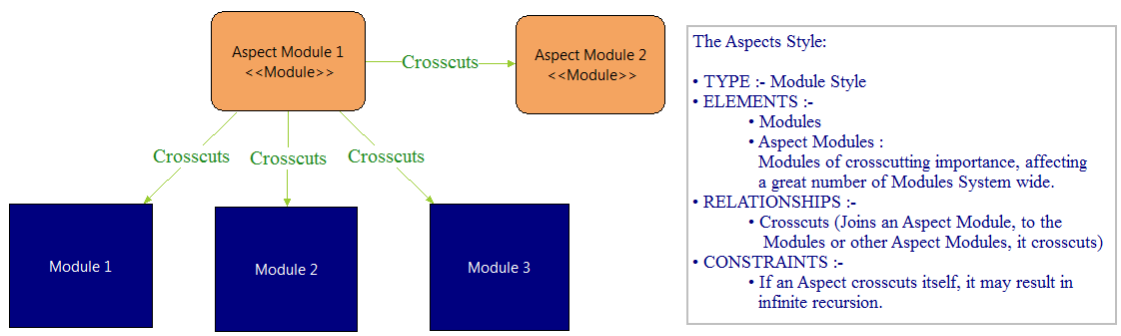 Aspect Module 1
<<Module>>
Crosscuts
Aspect Module 2
<<Module>>
Crosscuts
Crosscuts
Crosscuts
Module 1
Module 2
Module 3
The Aspects Style:
• TYPE :- Module Style
• ELEMENTS :-
• Modules
• Aspect Modules :
Modules of crosscutting importance, affecting
a great number of Modules System wide.
• RELATIONSHIPS :-
• Crosscuts (Joins an Aspect Module, to the
Modules or other Aspect Modules, it crosscuts)
• CONSTRAINTS :-
• If an Aspect crosscuts itself, it may result in
infinite recursion.